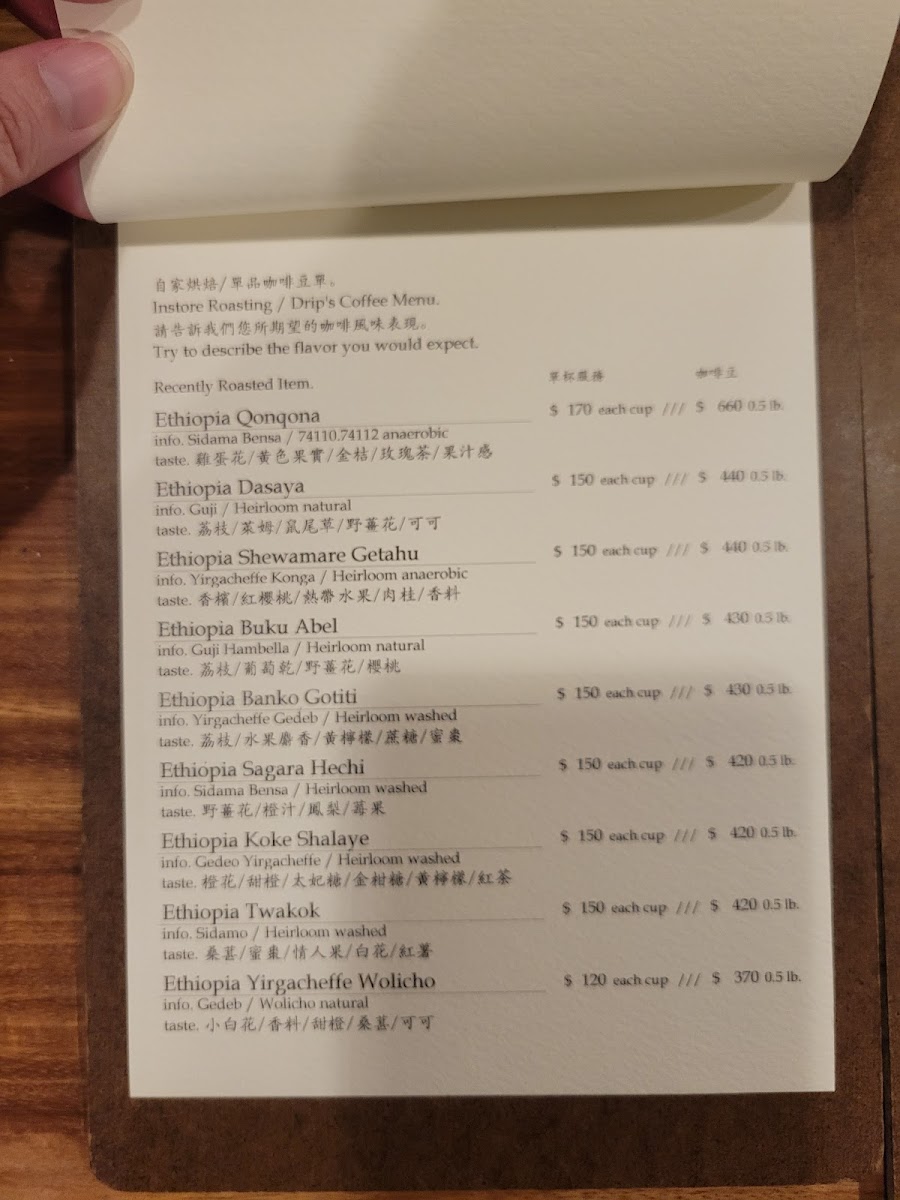 自家烘焙/單品咖啡豆單。
Instore Roasting / Drip's Coffee Menu.
請告訴我們您所期望的咖啡風味表現。
Try to describe the flavor you would expect.
Recently Roasted Item. 單杯服務 咖啡豆
Ethiopia Qonqona $ 170 each cup /// $ 660 0.5 lb.
info. Sidama Bensa / 74110.74112 anaerobic
taste. 雞蛋花/黃色果實/金桔/玫瑰茶/果汁感
Ethiopia Dasaya $ 150 each cup /// $ 440 0.5 lb.
info. Guji / Heirloom natural
taste. 荔枝/萊姆/鼠尾草/野薑花/可可
Ethiopia Shewamare Getahu $ 150 each cup /// $ 440 0.5 lb.
info. Yirgacheffe Konga / Heirloom anaerobic
taste. 香檳/紅櫻桃/熱帶水果/肉桂/香料
Ethiopia Buku Abel $ 150 each cup /// $ 430 0.5 lb.
info. Guji Hambella / Heirloom natural
taste. 荔枝/葡萄乾/野薑花/櫻桃
Ethiopia Banko Gotiti $ 150 each cup /// $ 430 0.5 lb.
info. Yirgacheffe Gedeb / Heirloom washed
taste. 荔枝/水果麝香/黃檸檬/蔗糖/蜜棗
Ethiopia Sagara Hechi $ 150 each cup /// $ 420 0.5 lb.
info. Sidama Bensa / Heirloom washed
taste. 野薑花/橙汁/鳳梨/莓果
Ethiopia Koke Shalaye $ 150 each cup /// $ 420 0.5 lb.
info. Gedeo Yirgacheffe / Heirloom washed
taste. 橙花/甜橙/太妃糖/金柑糖/黃檸檬/紅茶
Ethiopia Twakok $ 150 each cup /// $ 420 0.5 lb.
info. Sidamo / Heirloom washed
taste. 桑葚/蜜棗/情人果/白花/紅薯
Ethiopia Yirgacheffe Wolicho $ 120 each cup /// $ 370 0.5 lb.
info. Gedeb / Wolicho natural
taste. 小白花/香料/甜橙/桑葚/可可